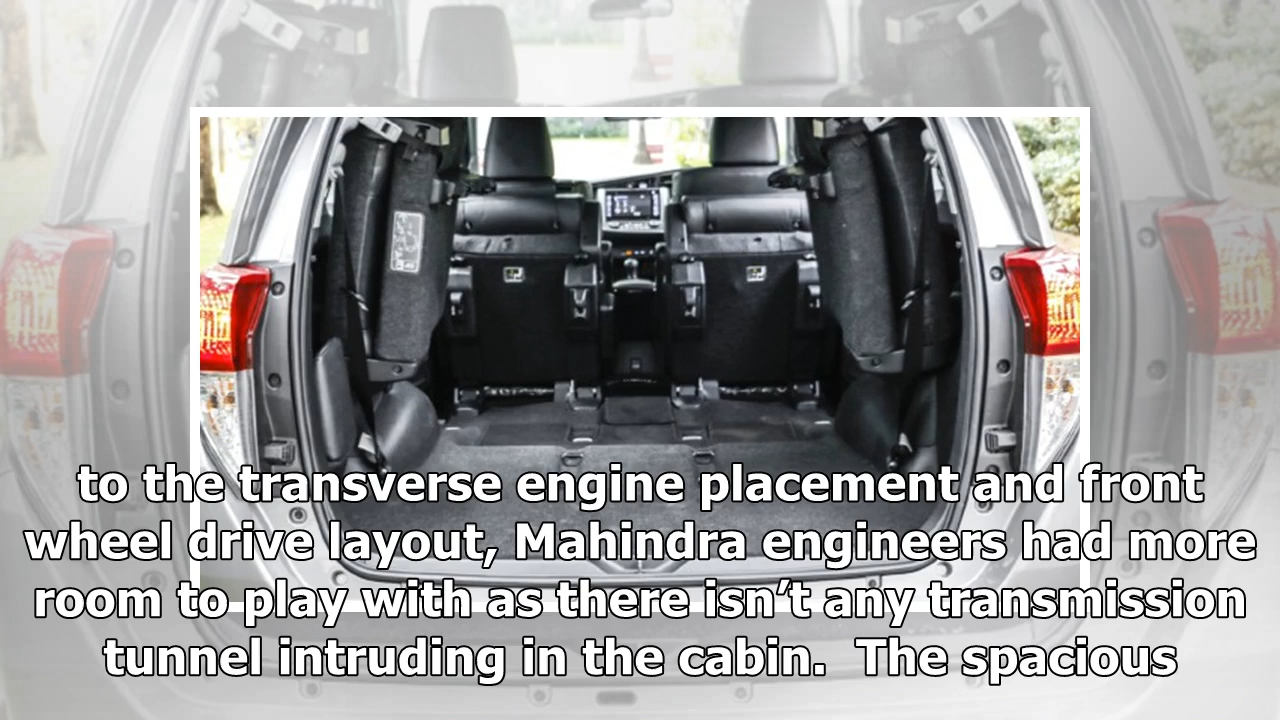 to the transverse engine placement and front
wheel drive layout, Mahindra engineers had more
room to play with as there isn’t any transmission
tunnel intruding in the cabin.  The spacious